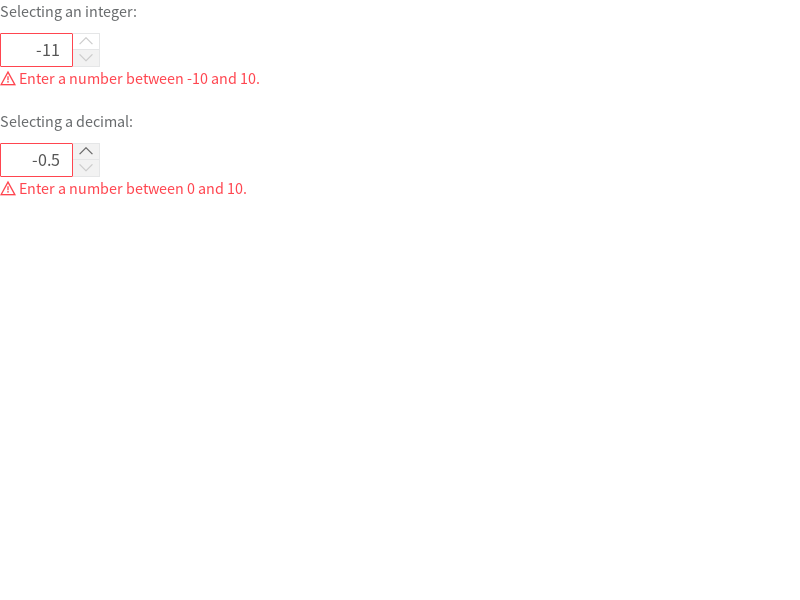 Selecting an integer:
-11
Enter a number between -10 and 10.
Selecting a decimal:
-0.5
Enter a number between 0 and 10.